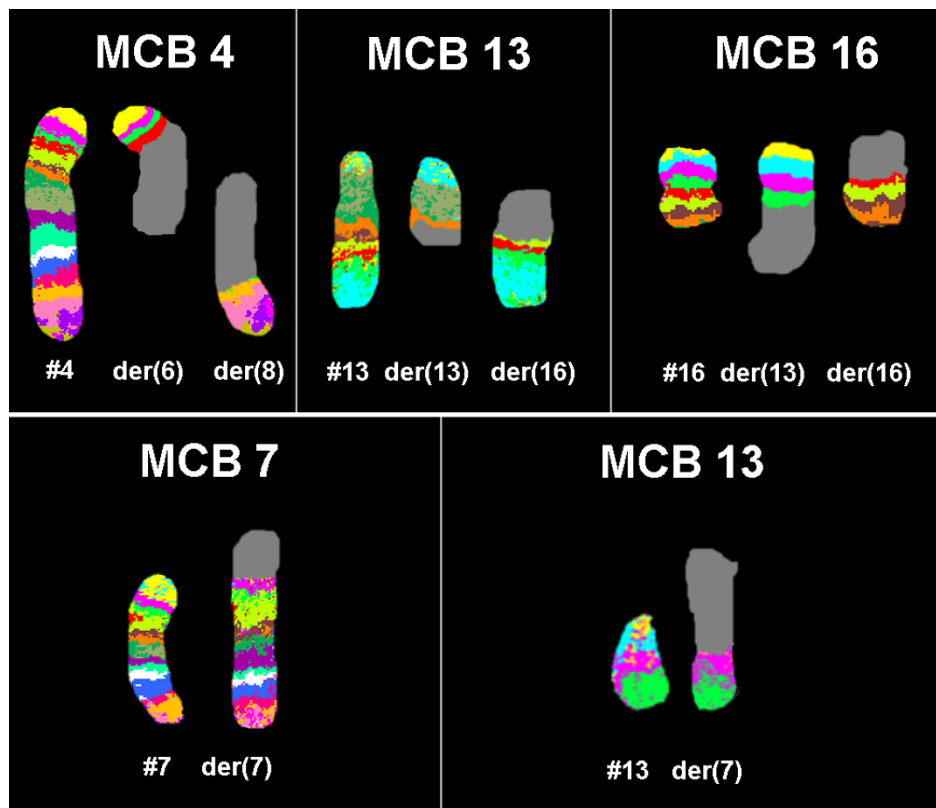 MCB 4
#4 der(6) der(8)
MCB 13
#13 der(13) der(16)
MCB 16
#16 der(13) der(16)
MCB 7
#7 der(7)
MCB 13
#13 der(7)